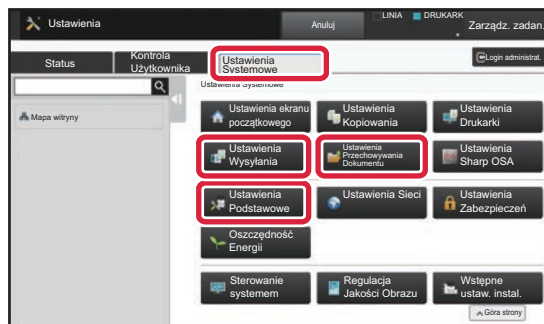 Ustawienia
Anuluj
LINIA
DRUKARK
Zarządz. zadan.
Status
Kontrola
Użytkownika
Ustawienia
Systemowe
Login administrat.
Ustawienia Systemowe
Mapa witryny
Ustawienia ekranu
początkowego
Ustawienia
Kopiowania
Ustawienia
Drukarki
Ustawienia
Wysyłania
Ustawienia
Przechowywania
Dokumentu
Ustawienia
Sharp OSA
Ustawienia
Podstawowe
Ustawienia Sieci
Ustawienia
Zabezpieczeń
Oszczędność
Energii
Sterowanie
systemem
Regulacja
Jakości Obrazu
Wstępne
ustaw. instal.
Góra strony